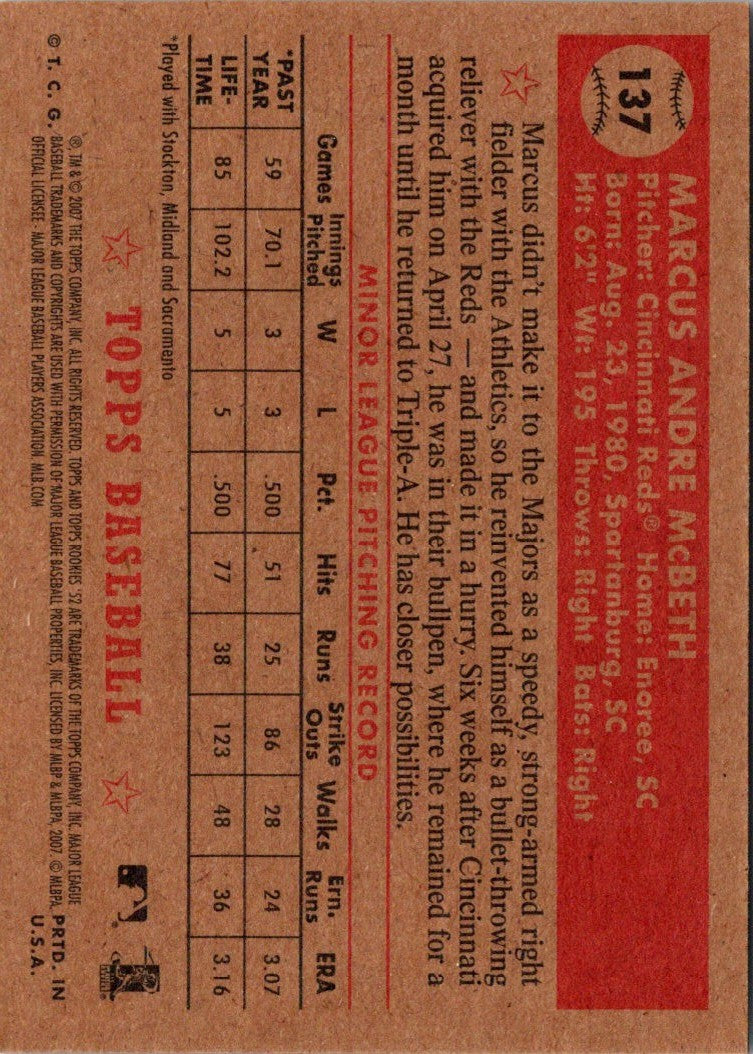 137
MARCUS ANDRE McBETH
Pitcher: Cincinnati Reds® Home: Enoree, SC
Born: Aug. 23, 1980, Spartanburg, SC
Ht: 6'2" Wt: 195 Throws: Right Bats: Right
Marcus didn't make it to the Majors as a speedy, strong-armed right
fielder with the Athletics, so he reinvented himself as a bullet-throwing
reliever with the Reds — and made it in a hurry. Six weeks after Cincinnati
acquired him on April 27, he was in their bullpen, where he remained for a
month until he returned to Triple-A. He has closer possibilities.
MINOR LEAGUE PITCHING RECORD
Games Innings Pitched W L Pct. Hits Runs Strike Outs Walks Ern. Runs ERA
*PAST YEAR 59 70.1 3 3 .500 51 25 86 28 24 3.07
LIFE-TIME 85 102.2 5 5 .500 77 38 123 48 36 3.16
*Played with Stockton, Midland and Sacramento
TOPPS BASEBALL
® TM & © 2007 THE TOPPS COMPANY, INC. ALL RIGHTS RESERVED. TOPPS AND TOPPS ROOKIES '52 ARE TRADEMARKS OF THE TOPPS COMPANY, INC. MAJOR LEAGUE
© T. C. G. BASEBALL TRADEMARKS AND COPYRIGHTS ARE USED WITH PERMISSION OF MAJOR LEAGUE BASEBALL PROPERTIES, INC. LICENSED BY MLBP & MLBPA 2007 © MLBPA PRTD. IN
OFFICIAL LICENSEE - MAJOR LEAGUE BASEBALL PLAYERS ASSOCIATION MLB.COM U.S.A.